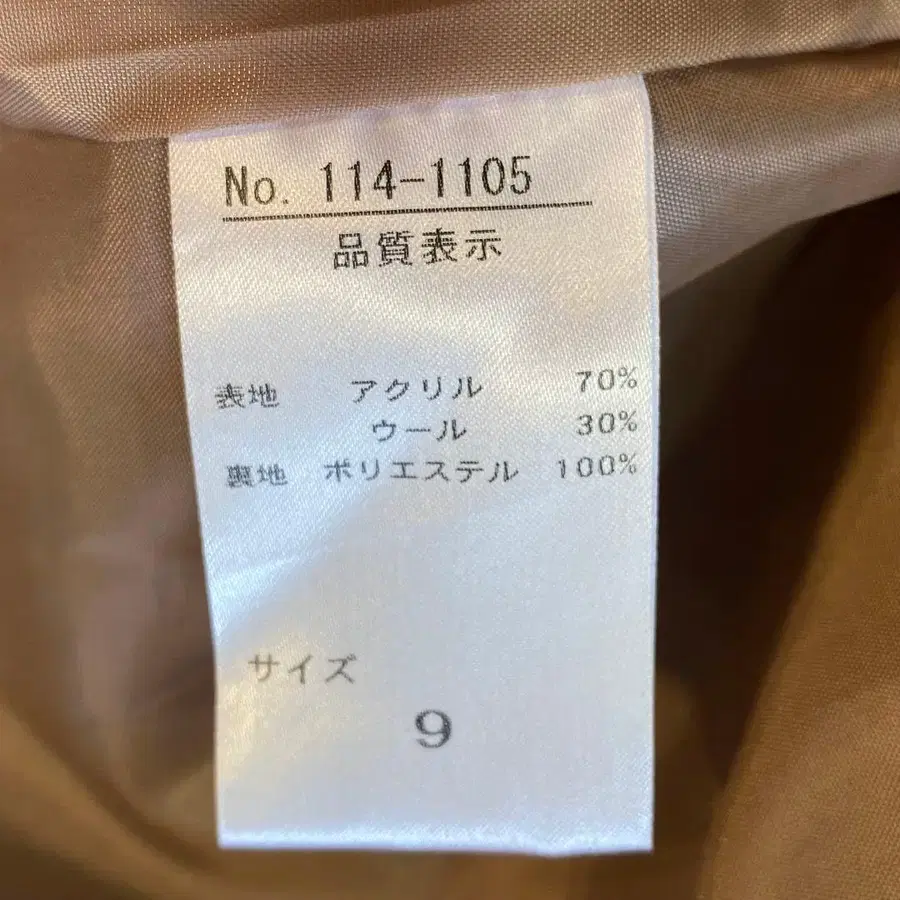 No. 114-1105
品質表示
表地 アクリル 70%
ウール 30%
裏地 ポリエステル 100%
サイズ
9